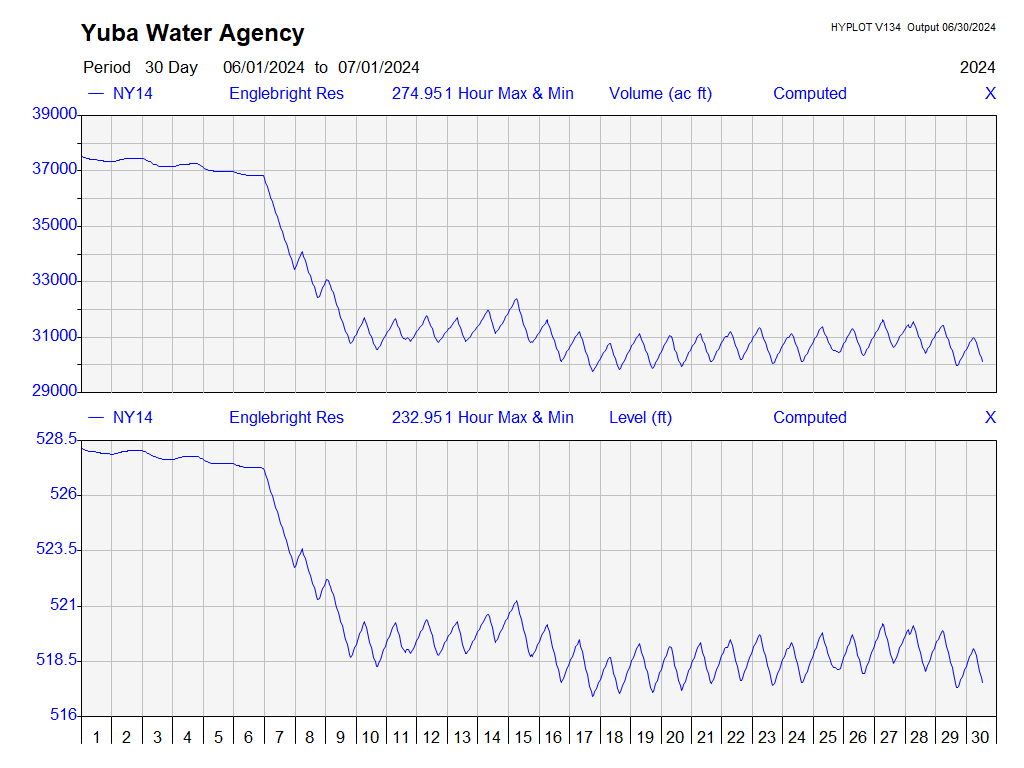 Yuba Water Agency
HYPLOT V134 Output 06/30/2024
Period 30 Day 06/01/2024 to 07/01/2024 2024
NY14 Englebright Res 274.951 Hour Max & Min Volume (ac ft) Computed X
39000
37000
35000
33000
31000
29000
NY14 Englebright Res 232.951 Hour Max & Min Level (ft) Computed X
528.5
526
523.5
521
518.5
516
1 2 3 4 5 6 7 8 9 10 11 12 13 14 15 16 17 18 19 20 21 22 23 24 25 26 27 28 29 30